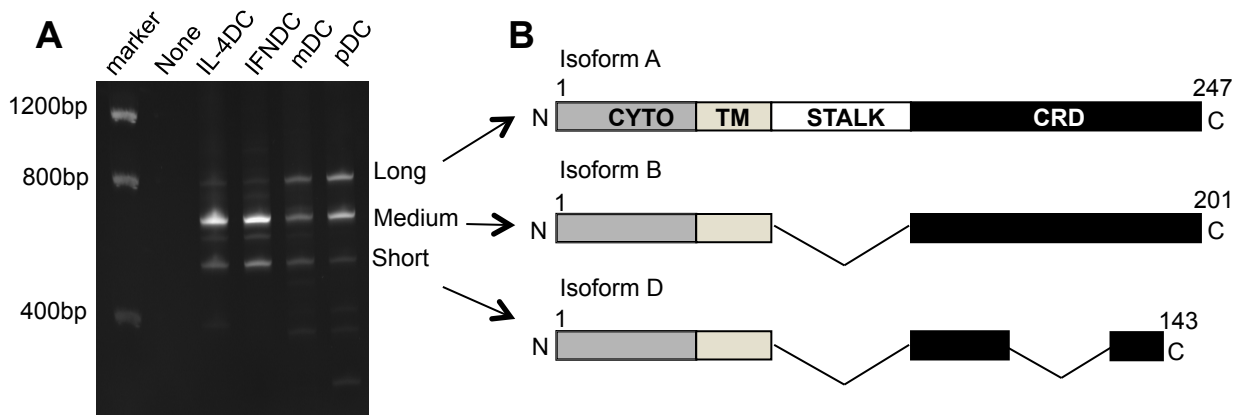 A
marker None IL-4DC IFNDC mDC pDC
1200bp
800bp
400bp
Long
Medium
Short
B
Isoform A
1 247
N CYTO TM STALK CRD C
Isoform B
1 201
N C
Isoform D
1 143
N C